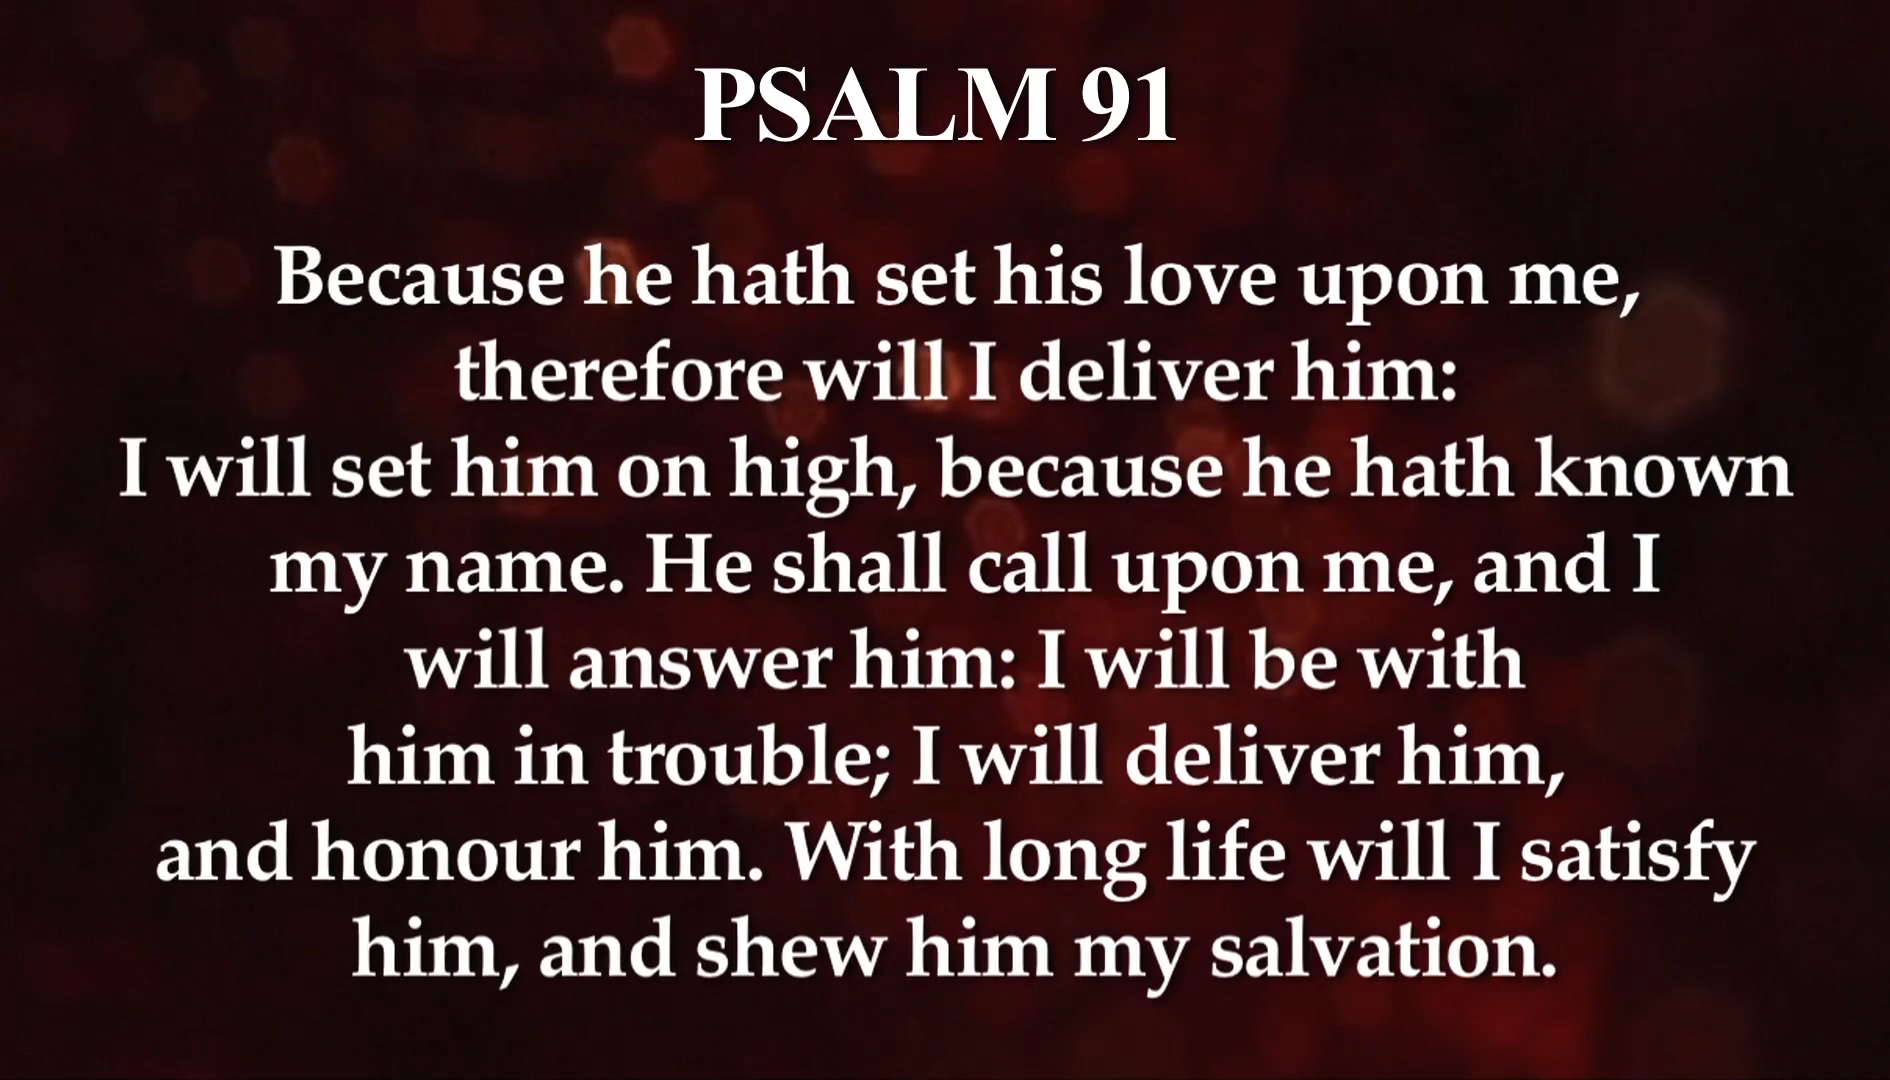 PSALM 91
Because he hath set his love upon me,
therefore will I deliver him:
I will set him on high, because he hath known
my name. He shall call upon me, and I
will answer him: I will be with
him in trouble; I will deliver him,
and honour him. With long life will I satisfy
him, and shew him my salvation.